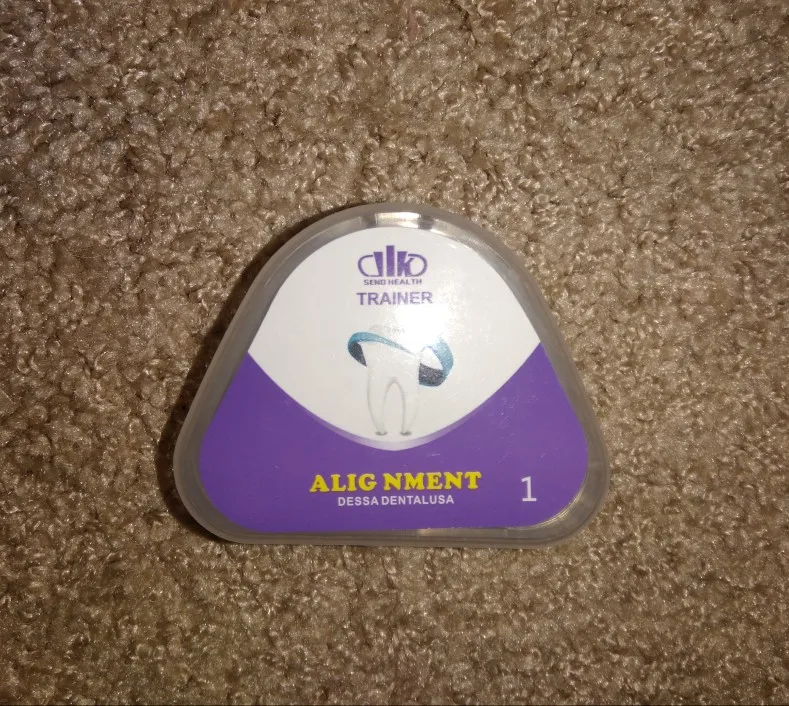 SEND HEALTH
TRAINER
ALIG NMENT
DESSA DENTALUSA
1